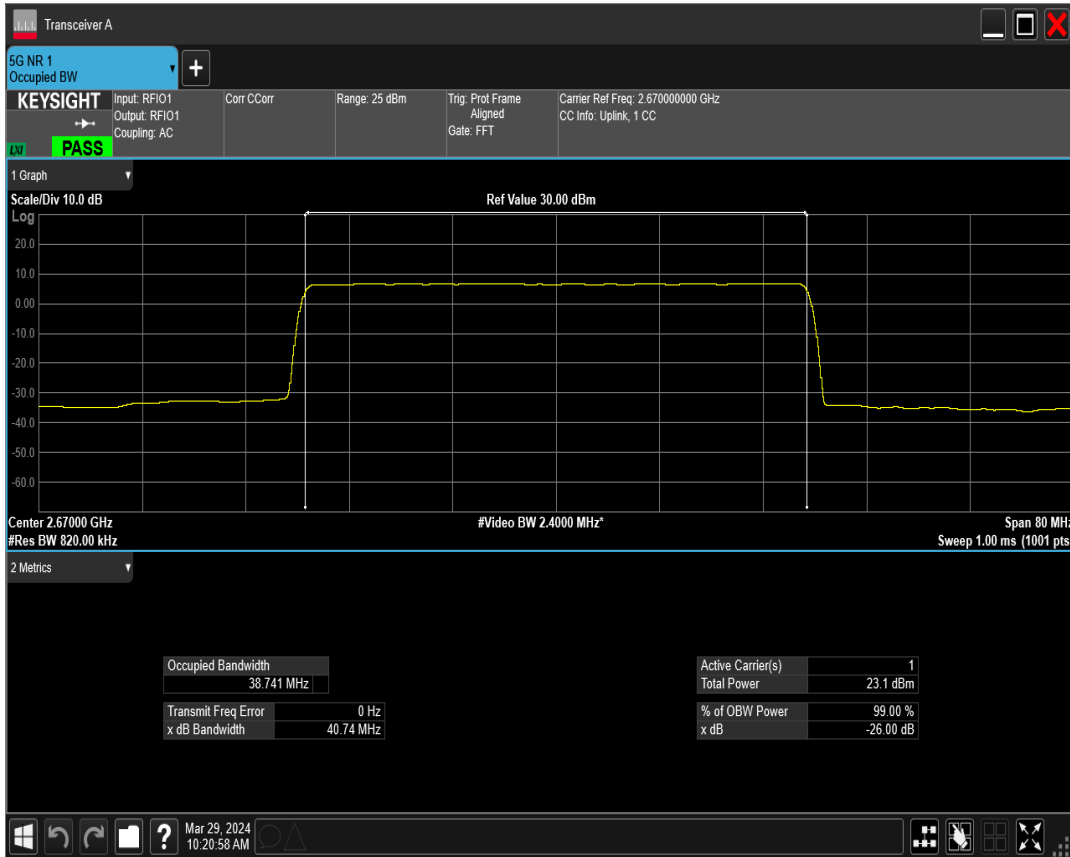 Transceiver A
5G NR 1
Occupied BW
+
KEYSIGHT
LXI
PASS
Input: RFIO1
Output: RFIO1
Coupling: AC
Corr CCorr
Range: 25 dBm
Trig: Prot Frame
Aligned
Gate: FFT
Carrier Ref Freq: 2.670000000 GHz
CC Info: Uplink, 1 CC
1 Graph
Scale/Div 10.0 dB
Ref Value 30.00 dBm
Log
20.0
10.0
0.00
-10.0
-20.0
-30.0
-40.0
-50.0
-60.0
Center 2.67000 GHz
#Video BW 2.4000 MHz*
Span 80 MHz
#Res BW 820.00 kHz
Sweep 1.00 ms (1001 pts
2 Metrics
Occupied Bandwidth
38.741 MHz
Transmit Freq Error 0 Hz
x dB Bandwidth 40.74 MHz
Active Carrier(s) 1
Total Power 23.1 dBm
% of OBW Power 99.00 %
x dB -26.00 dB
?
Mar 29, 2024
10:20:58 AM